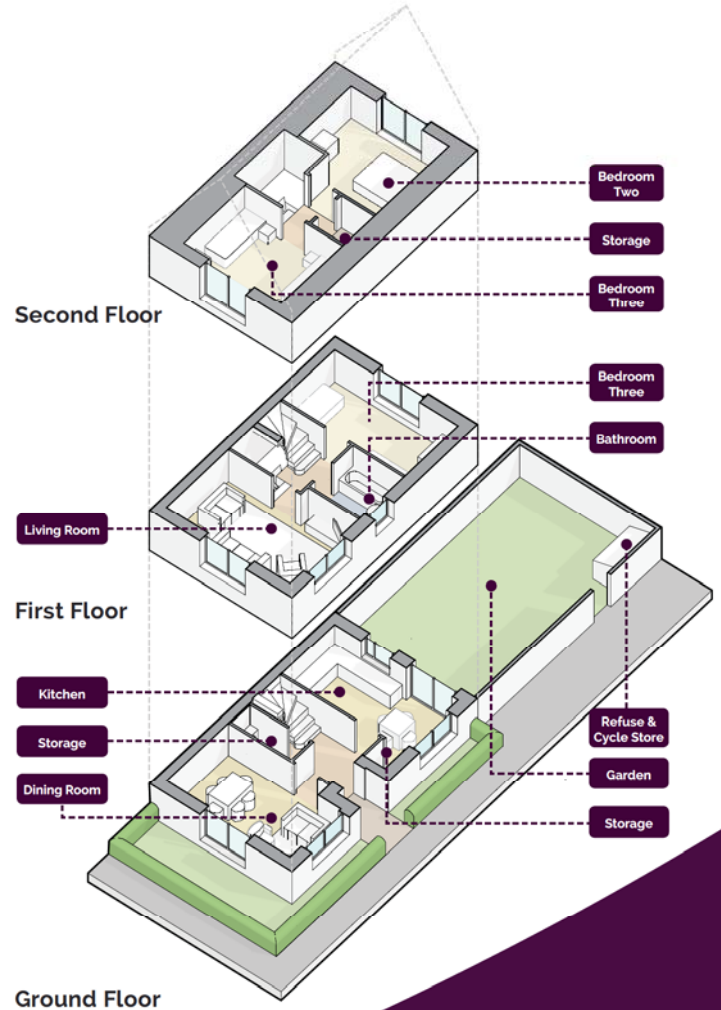 Bedroom
Two
Storage
Bedroom
Three
Second Floor
Bedroom
Three
Bathroom
Living Room
First Floor
Kitchen
Storage
Dining Room
Refuse &
Cycle Store
Garden
Storage
Ground Floor